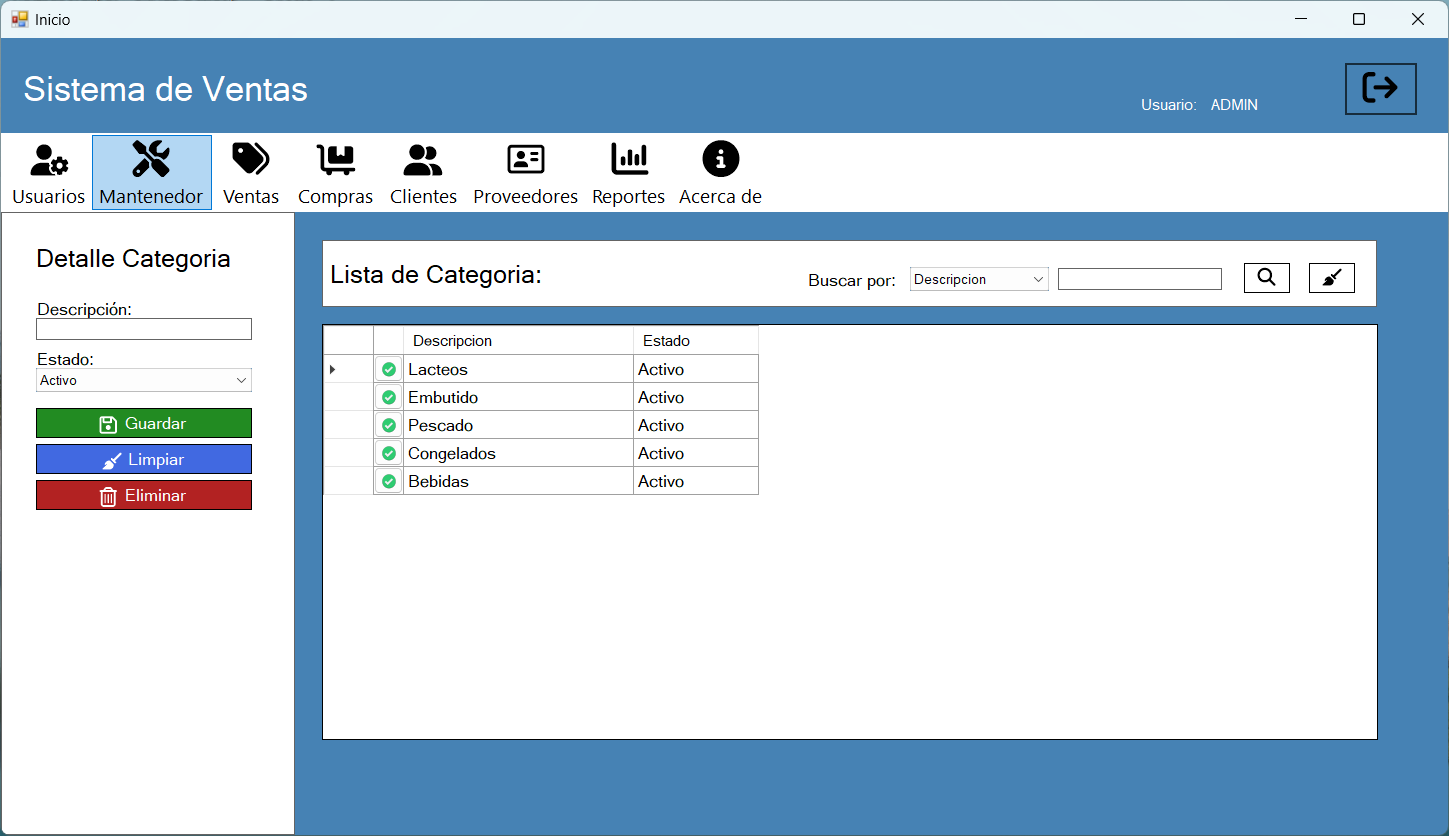 Inicio
Sistema de Ventas
Usuario: ADMIN
Usuarios Mantenedor Ventas Compras Clientes Proveedores Reportes Acerca de
Detalle Categoria
Descripción:
Estado:
Activo
Guardar
Limpiar
Eliminar
Lista de Categoria:
Buscar por: Descripcion
Descripcion Estado
Lacteos Activo
Embutido Activo
Pescado Activo
Congelados Activo
Bebidas Activo